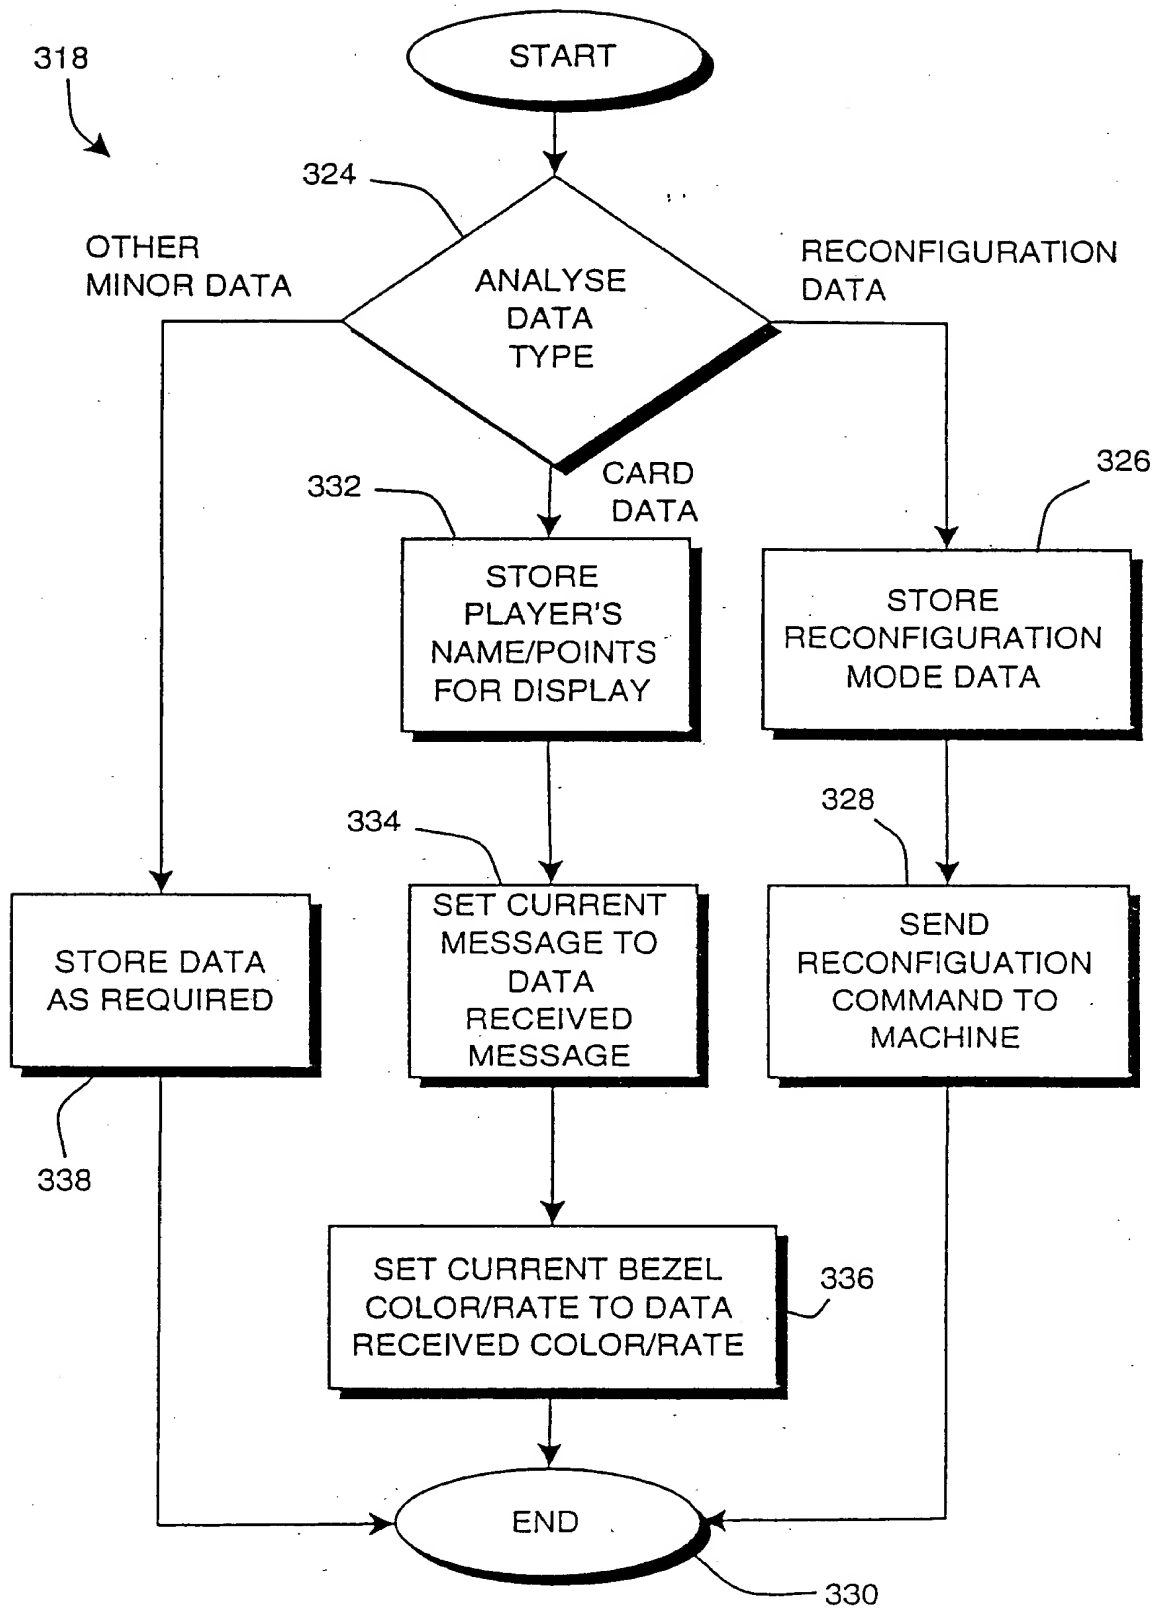 START
318
324
OTHER
MINOR DATA
ANALYSE
DATA
TYPE
RECONFIGURATION
DATA
CARD
DATA
332
326
STORE
PLAYER'S
NAME/POINTS
FOR DISPLAY
STORE
RECONFIGURATION
MODE DATA
334
328
STORE DATA
AS REQUIRED
SET CURRENT
MESSAGE TO
DATA
RECEIVED
MESSAGE
SEND
RECONFIGUATION
COMMAND TO
MACHINE
338
SET CURRENT BEZEL
COLOR/RATE TO DATA
RECEIVED COLOR/RATE
336
END
330